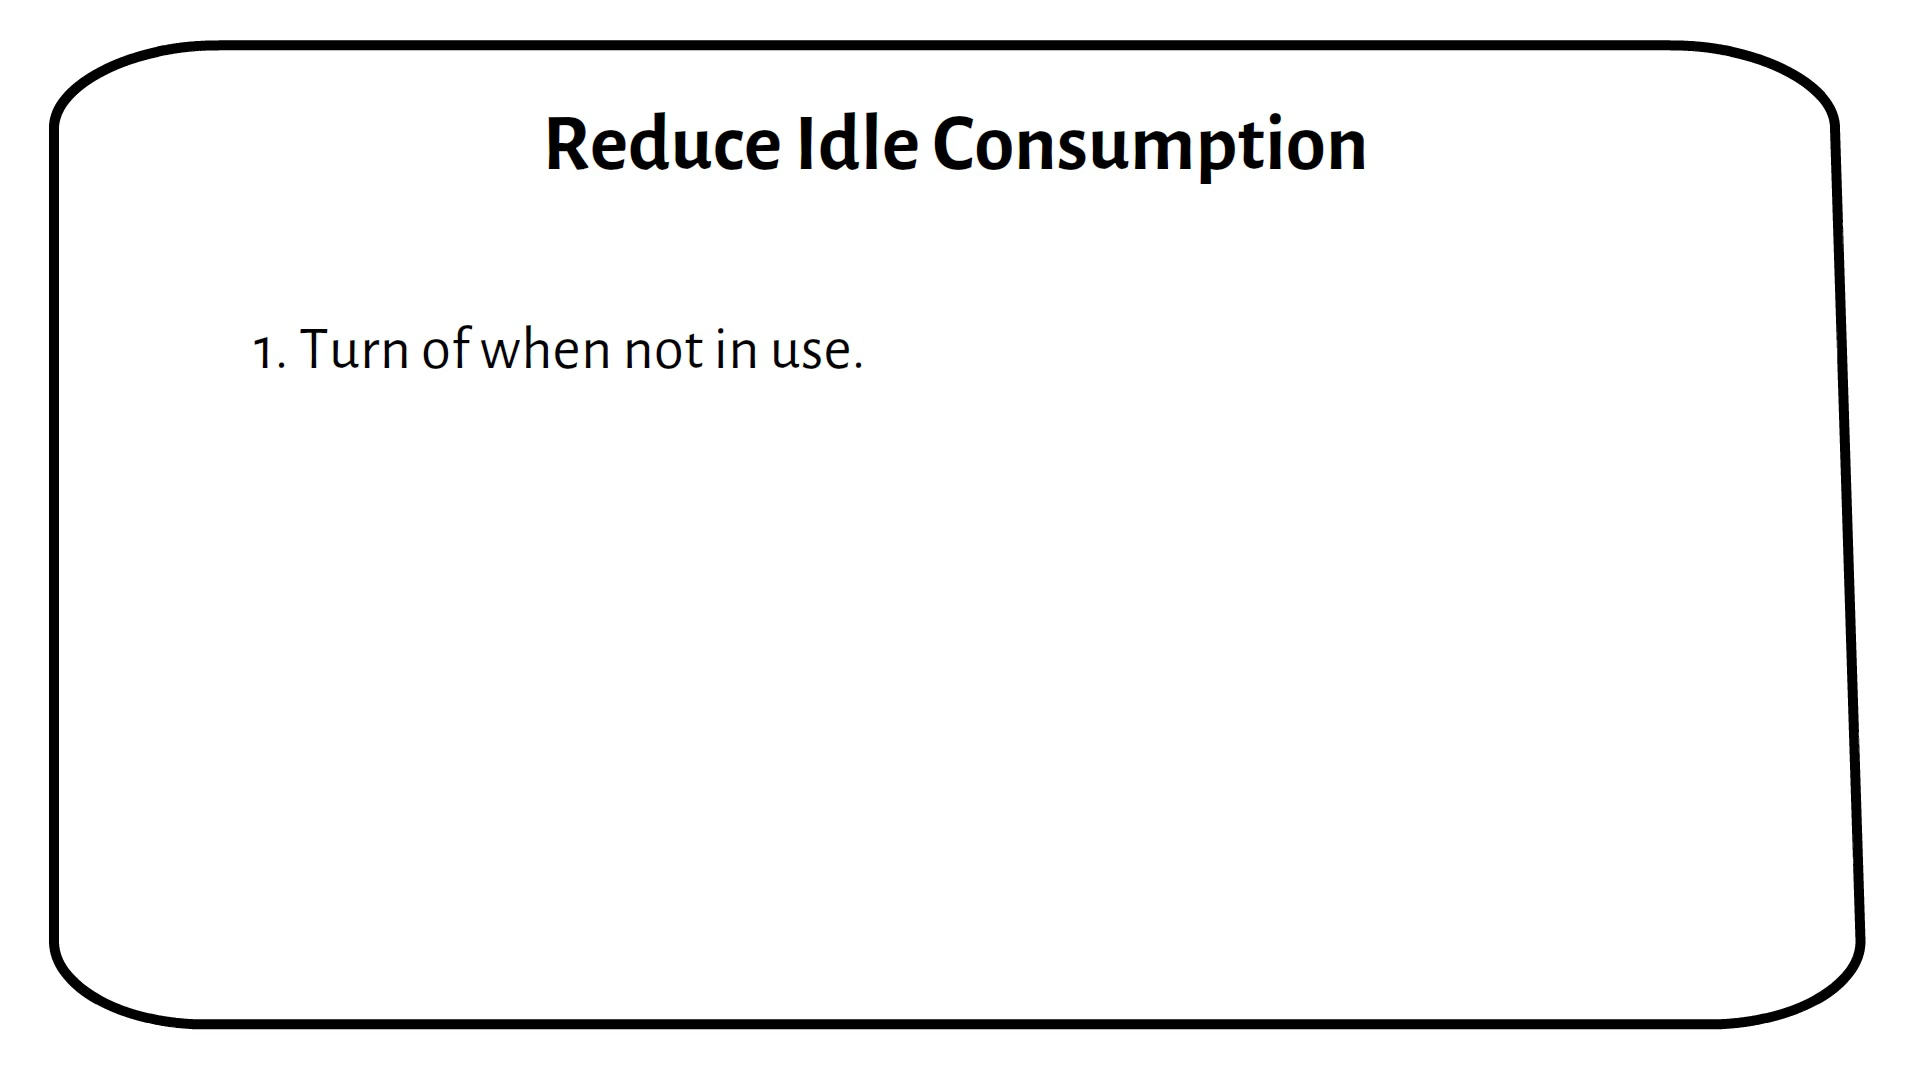 Reduce Idle Consumption
1. Turn of when not in use.